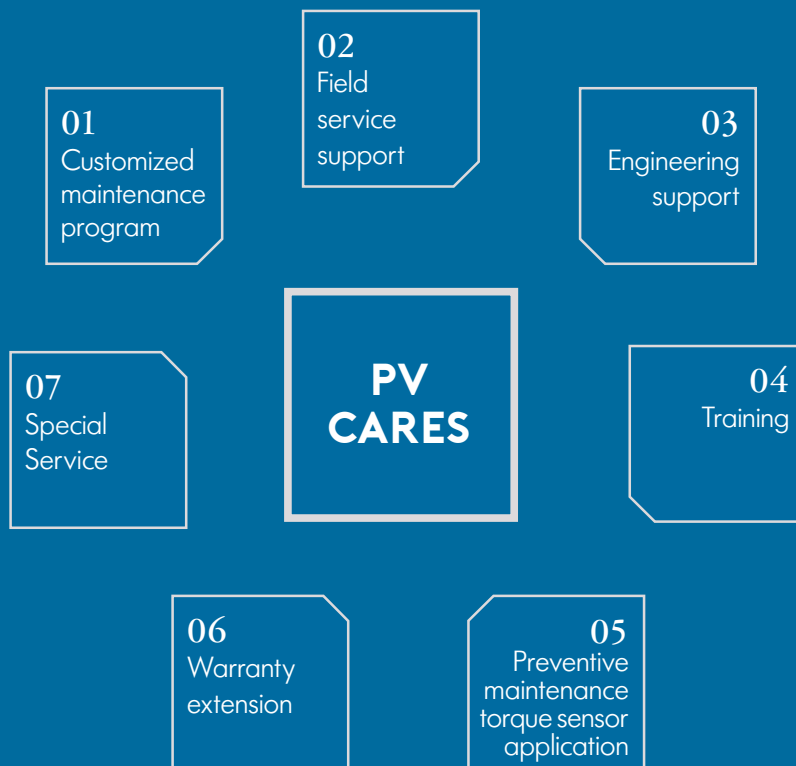 01
Customized
maintenance
program
02
Field
service
support
03
Engineering
support
PV
CARES
04
Training
05
Preventive
maintenance
torque sensor
application
06
Warranty
extension
07
Special
Service